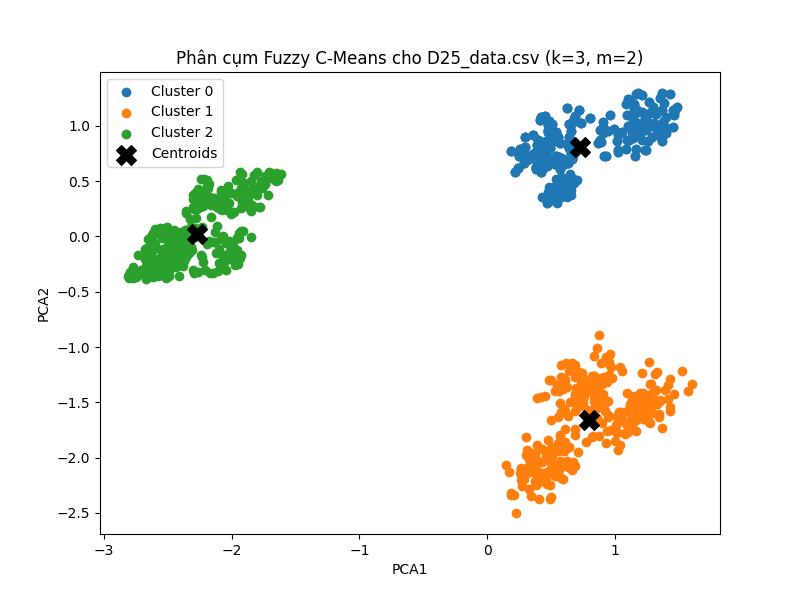 Phân cụm Fuzzy C-Means cho D25_data.csv (k=3, m=2)
Cluster 0
Cluster 1
Cluster 2
Centroids
1.0
0.5
0.0
−0.5
−1.0
−1.5
−2.0
−2.5
PCA2
−3
−2
−1
0
1
PCA1